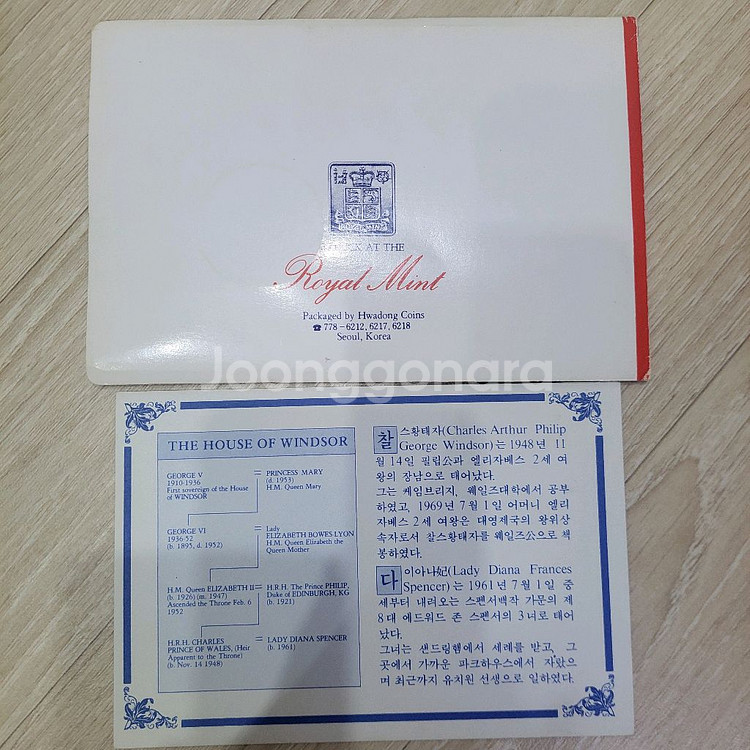 STRUCK AT THE
Royal Mint
Packaged by Hwadong Coins
☎ 778-6212, 6217, 6218
Seoul, Korea
Joonggonara
THE HOUSE OF WINDSOR
GEORGE V
1910-1936
First sovereign of the House
of WINDSOR
=
PRINCESS MARY
(d. 1953)
H.M. Queen Mary
GEORGE VI
1936-52
(b. 1895, d. 1952)
=
Lady
ELIZABETH BOWES LYON
H.M. Queen Elizabeth the
Queen Mother
H.M. Queen ELIZABETH II
(b. 1926) (m. 1947)
Ascended the Throne Feb. 6
1952
=
H.R.H. The Prince PHILIP,
Duke of EDINBURGH, KG
(b. 1921)
H.R.H. CHARLES
PRINCE OF WALES, (Heir
Apparent to the Throne)
(b. Nov. 14 1948)
=
LADY DIANA SPENCER
(b. 1961)
찰스황태자(Charles Arthur Philip
George Windsor)는 1948년 11
월 14일 필립公과 엘리자베스 2세 여
왕의 장남으로 태어났다.
그는 케임브리지, 웨일즈대학에서 공부
하였고, 1969년 7월 1일 어머니 엘리
자베스 2세 여왕은 대영제국의 왕위상
속자로서 찰스황태자를 웨일즈公으로 책
봉하였다.
다이아나妃(Lady Diana Frances
Spencer)는 1961년 7월 1일 중
세부터 내려오는 스펜서백작 가문의 제
8대 에드워드 존 스펜서의 3녀로 태어
났다.
그녀는 샌드링햄에서 세례를 받고, 그
곳에서 가까운 파크하우스에서 자랐으
며 최근까지 유치원 선생으로 일하였다.